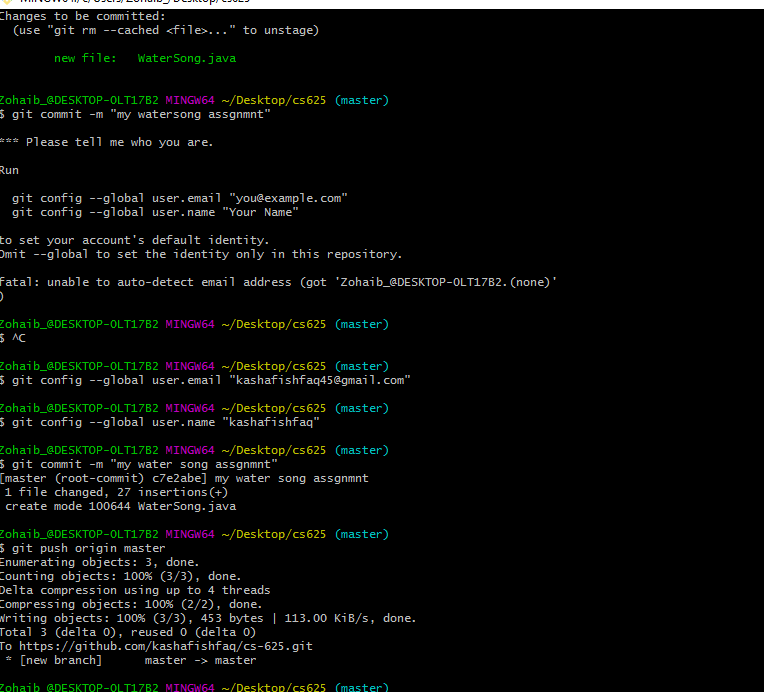 MINGW64:/c/Users/Zohaib_/Desktop/cs625
Changes to be committed:
  (use "git rm --cached <file>..." to unstage)
        new file:   WaterSong.java
Zohaib_@DESKTOP-OLT17B2 MINGW64 ~/Desktop/cs625 (master)
$ git commit -m "my watersong assgnmnt"
*** Please tell me who you are.
Run
  git config --global user.email "you@example.com"
  git config --global user.name "Your Name"
to set your account's default identity.
Omit --global to set the identity only in this repository.
fatal: unable to auto-detect email address (got 'Zohaib_@DESKTOP-OLT17B2.(none)'
)
Zohaib_@DESKTOP-OLT17B2 MINGW64 ~/Desktop/cs625 (master)
$ ^C
Zohaib_@DESKTOP-OLT17B2 MINGW64 ~/Desktop/cs625 (master)
$ git config --global user.email "kashafishfaq45@gmail.com"
Zohaib_@DESKTOP-OLT17B2 MINGW64 ~/Desktop/cs625 (master)
$ git config --global user.name "kashafishfaq"
Zohaib_@DESKTOP-OLT17B2 MINGW64 ~/Desktop/cs625 (master)
$ git commit -m "my water song assgnmnt"
[master (root-commit) c7e2abe] my water song assgnmnt
 1 file changed, 27 insertions(+)
 create mode 100644 WaterSong.java
Zohaib_@DESKTOP-OLT17B2 MINGW64 ~/Desktop/cs625 (master)
$ git push origin master
Enumerating objects: 3, done.
Counting objects: 100% (3/3), done.
Delta compression using up to 4 threads
Compressing objects: 100% (2/2), done.
Writing objects: 100% (3/3), 453 bytes | 113.00 KiB/s, done.
Total 3 (delta 0), reused 0 (delta 0)
To https://github.com/kashafishfaq/cs-625.git
 * [new branch]      master -> master
Zohaib_@DESKTOP-OLT17B2 MINGW64 ~/Desktop/cs625 (master)